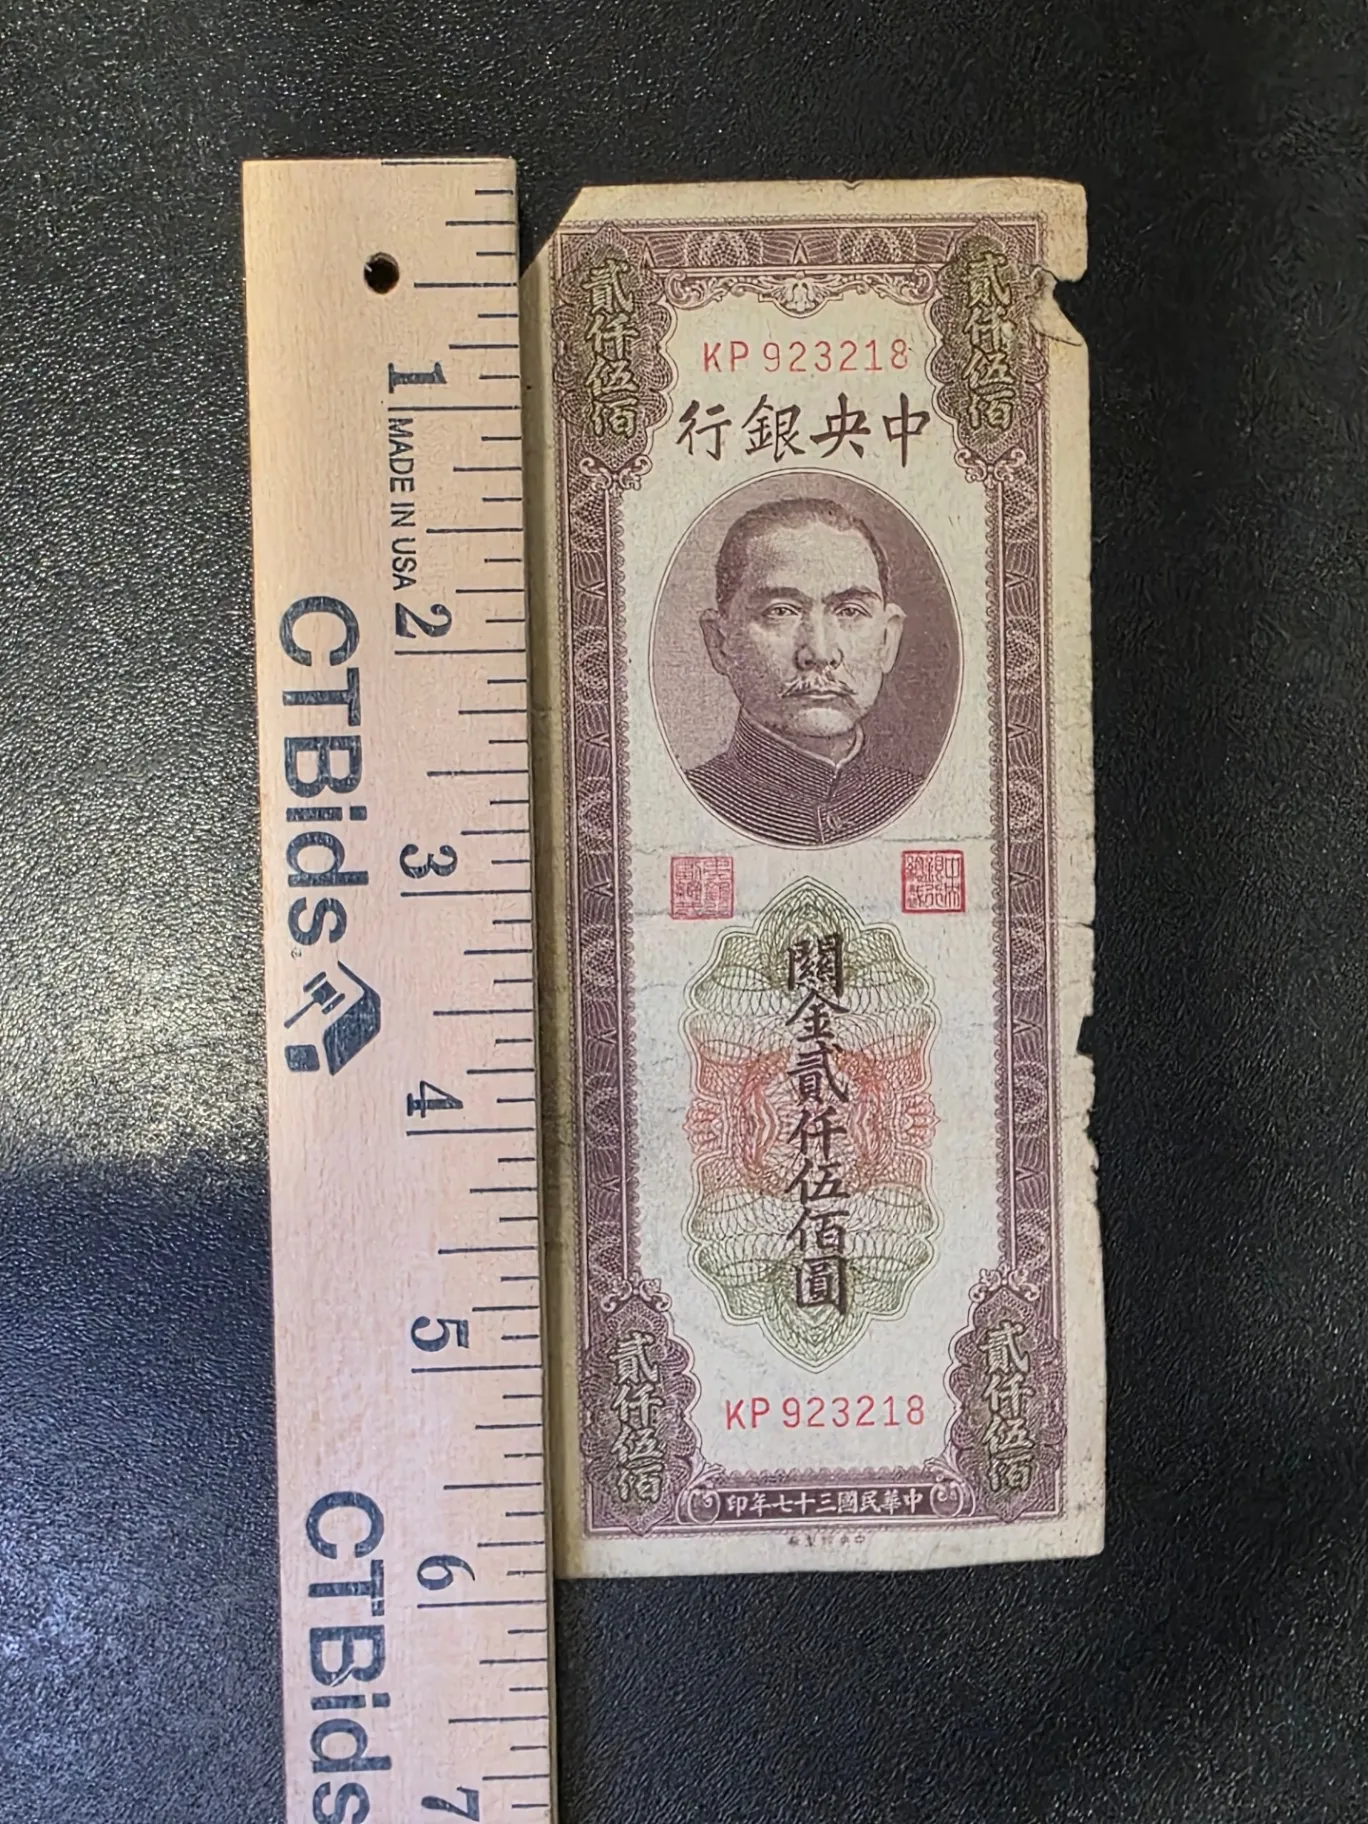 貳仟伍佰
貳仟伍佰
KP 923218
中央銀行
關金貳仟伍佰圓
KP 923218
貳仟伍佰
貳仟伍佰
中華民國三十七年印
1
MADE IN USA
2
3
4
5
6
7
CTBids
CTBids